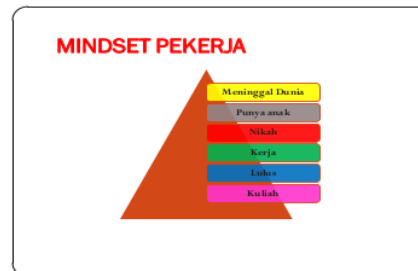 MINDSET PEKERJA
Meninggal Dunia
Punya anak
Nikah
Kerja
Lulus
Kuliah